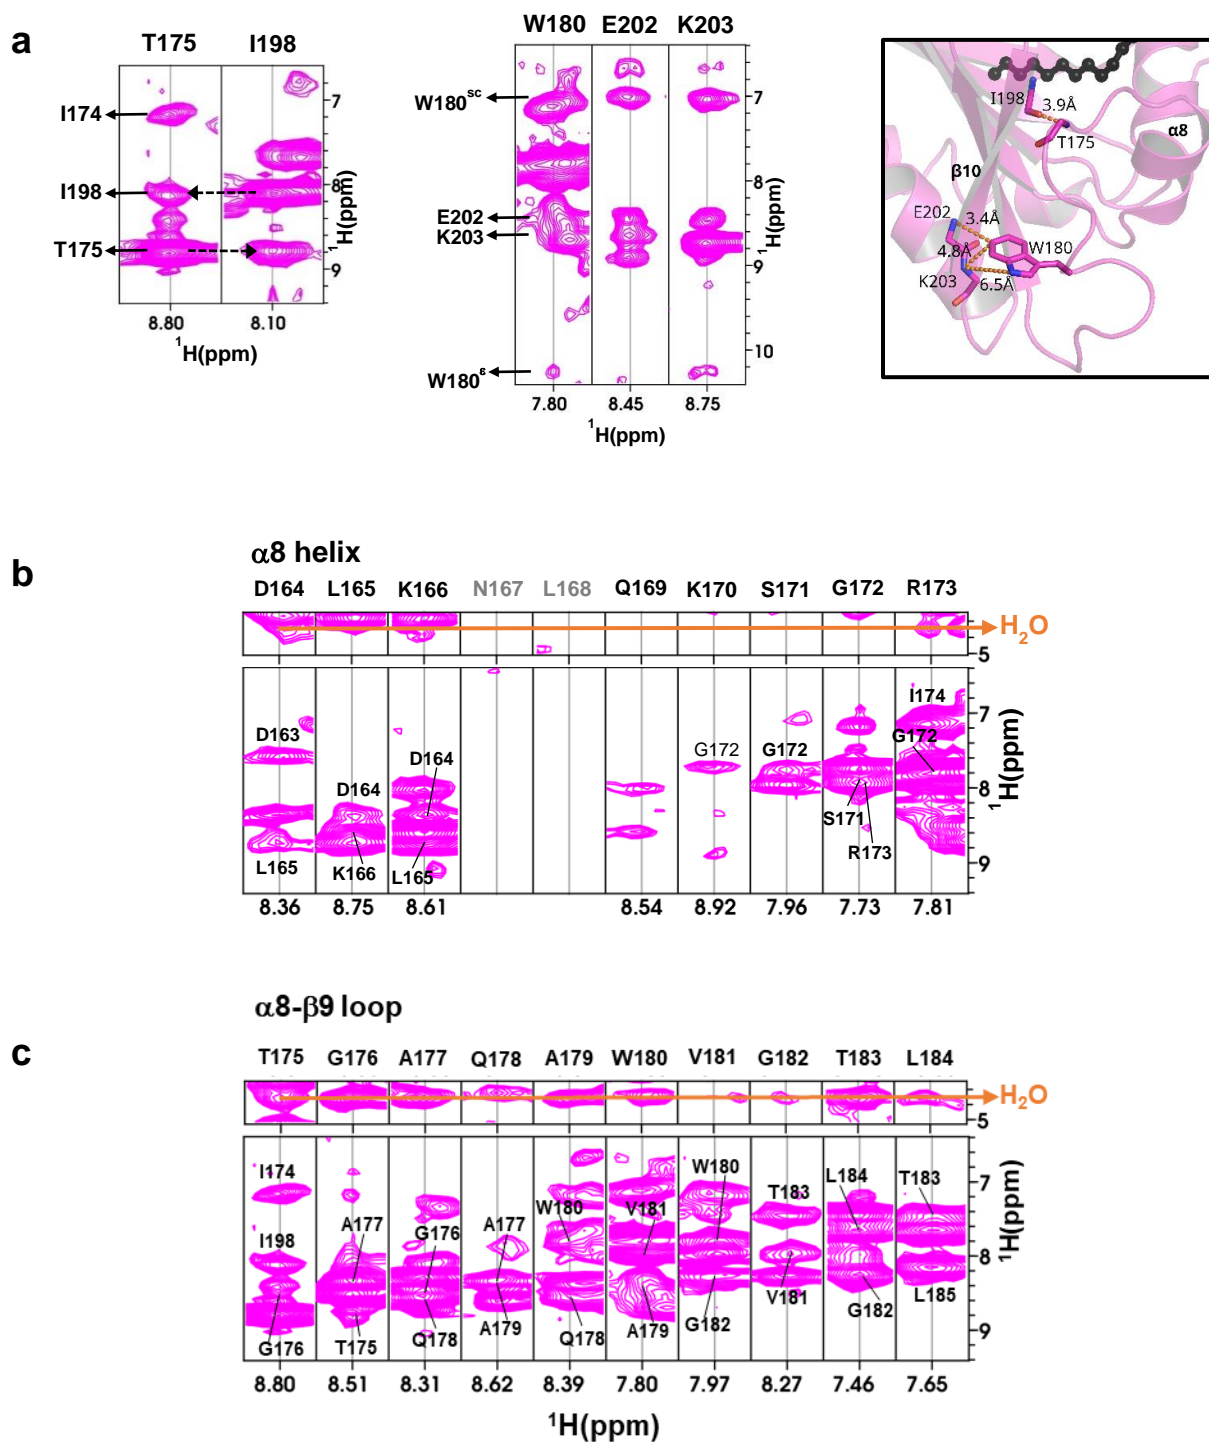 a
T175 I198
I174
I198
T175
7
8
9
¹H(ppm)
8.80 8.10
¹H(ppm)
W180 E202 K203
W180ˢᶜ
E202
K203
W180ᵋ
7
8
9
10
¹H(ppm)
7.80 8.45 8.75
¹H(ppm)
I198 3.9Å
T175
α8
β10
E202 3.4Å
W180
4.8Å
K203 6.5Å
b
α8 helix
D164 L165 K166 N167 L168 Q169 K170 S171 G172 R173
H₂O
5
I174
D163 D164 G172 G172 G172
D164
S171
R173
L165 K166 L165
7
8
9
¹H(ppm)
8.36 8.75 8.61 8.54 8.92 7.96 7.73 7.81
c
α8-β9 loop
T175 G176 A177 Q178 A179 W180 V181 G182 T183 L184
H₂O
5
I174 W180 L184 T183
W180 V181 T183
I198 A177 G176 A177
G176 T175 Q178 A179 Q178 A179 G182 V181 G182 L185
7
8
9
¹H(ppm)
8.80 8.51 8.31 8.62 8.39 7.80 7.97 8.27 7.46 7.65
¹H(ppm)